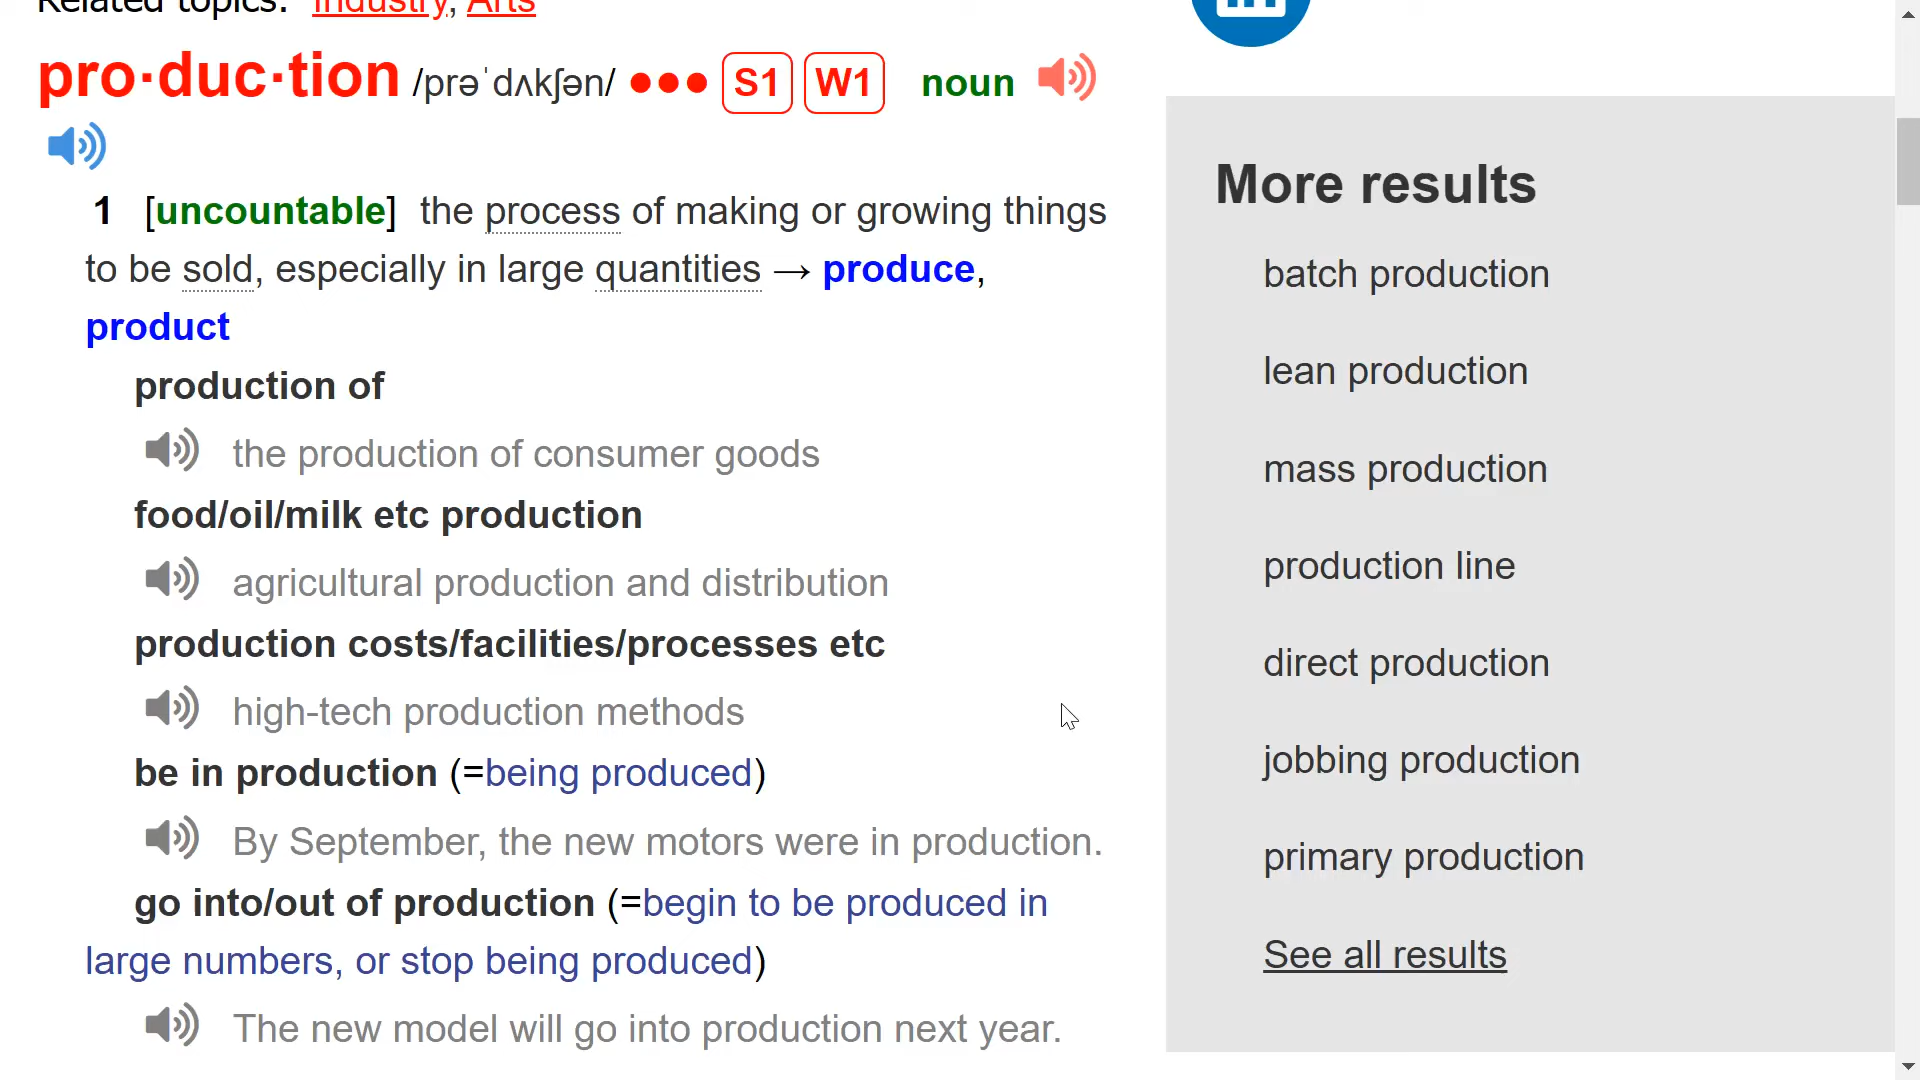 Related topics: Industry, Arts
pro·duc·tion /prəˈdʌkʃən/ ●●● S1 W1 noun
1 [uncountable] the process of making or growing things
to be sold, especially in large quantities → produce,
product
production of
the production of consumer goods
food/oil/milk etc production
agricultural production and distribution
production costs/facilities/processes etc
high-tech production methods
be in production (=being produced)
By September, the new motors were in production.
go into/out of production (=begin to be produced in
large numbers, or stop being produced)
The new model will go into production next year.
More results
batch production
lean production
mass production
production line
direct production
jobbing production
primary production
See all results